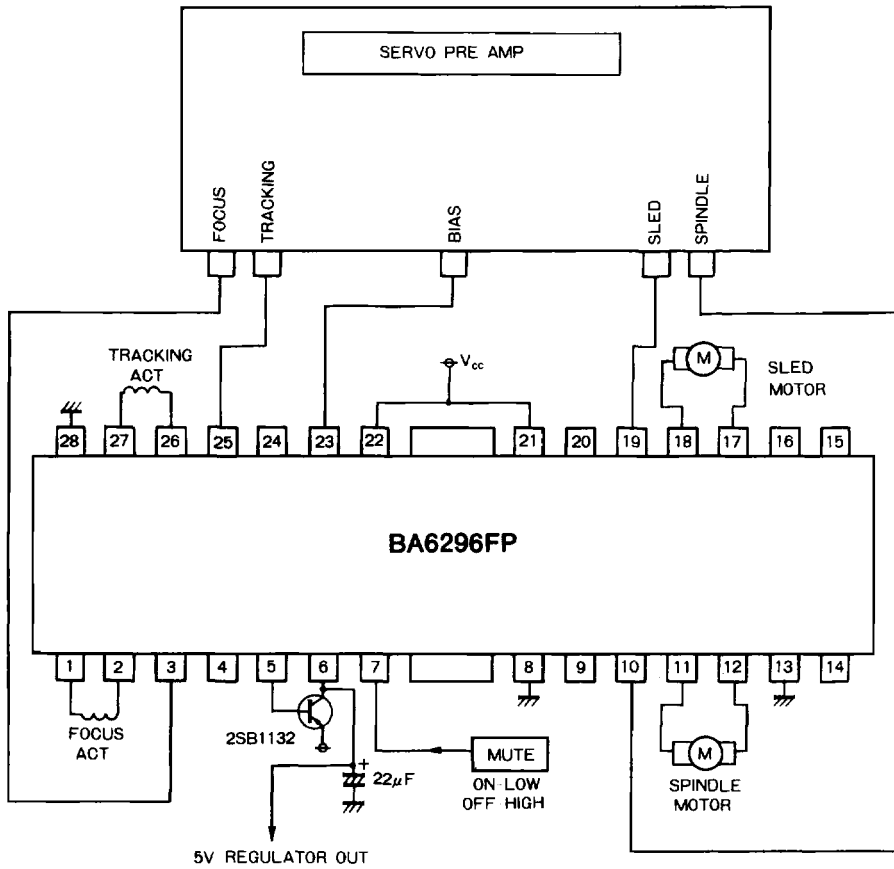 SERVO PRE AMP
FOCUS
TRACKING
BIAS
SLED
SPINDLE
TRACKING
ACT
Vcc
M
SLED
MOTOR
28 27 26 25 24 23 22 21 20 19 18 17 16 15
BA6296FP
1 2 3 4 5 6 7 8 9 10 11 12 13 14
FOCUS
ACT
2SB1132
+
22μF
MUTE
ON-LOW
OFF-HIGH
M
SPINDLE
MOTOR
5V REGULATOR OUT